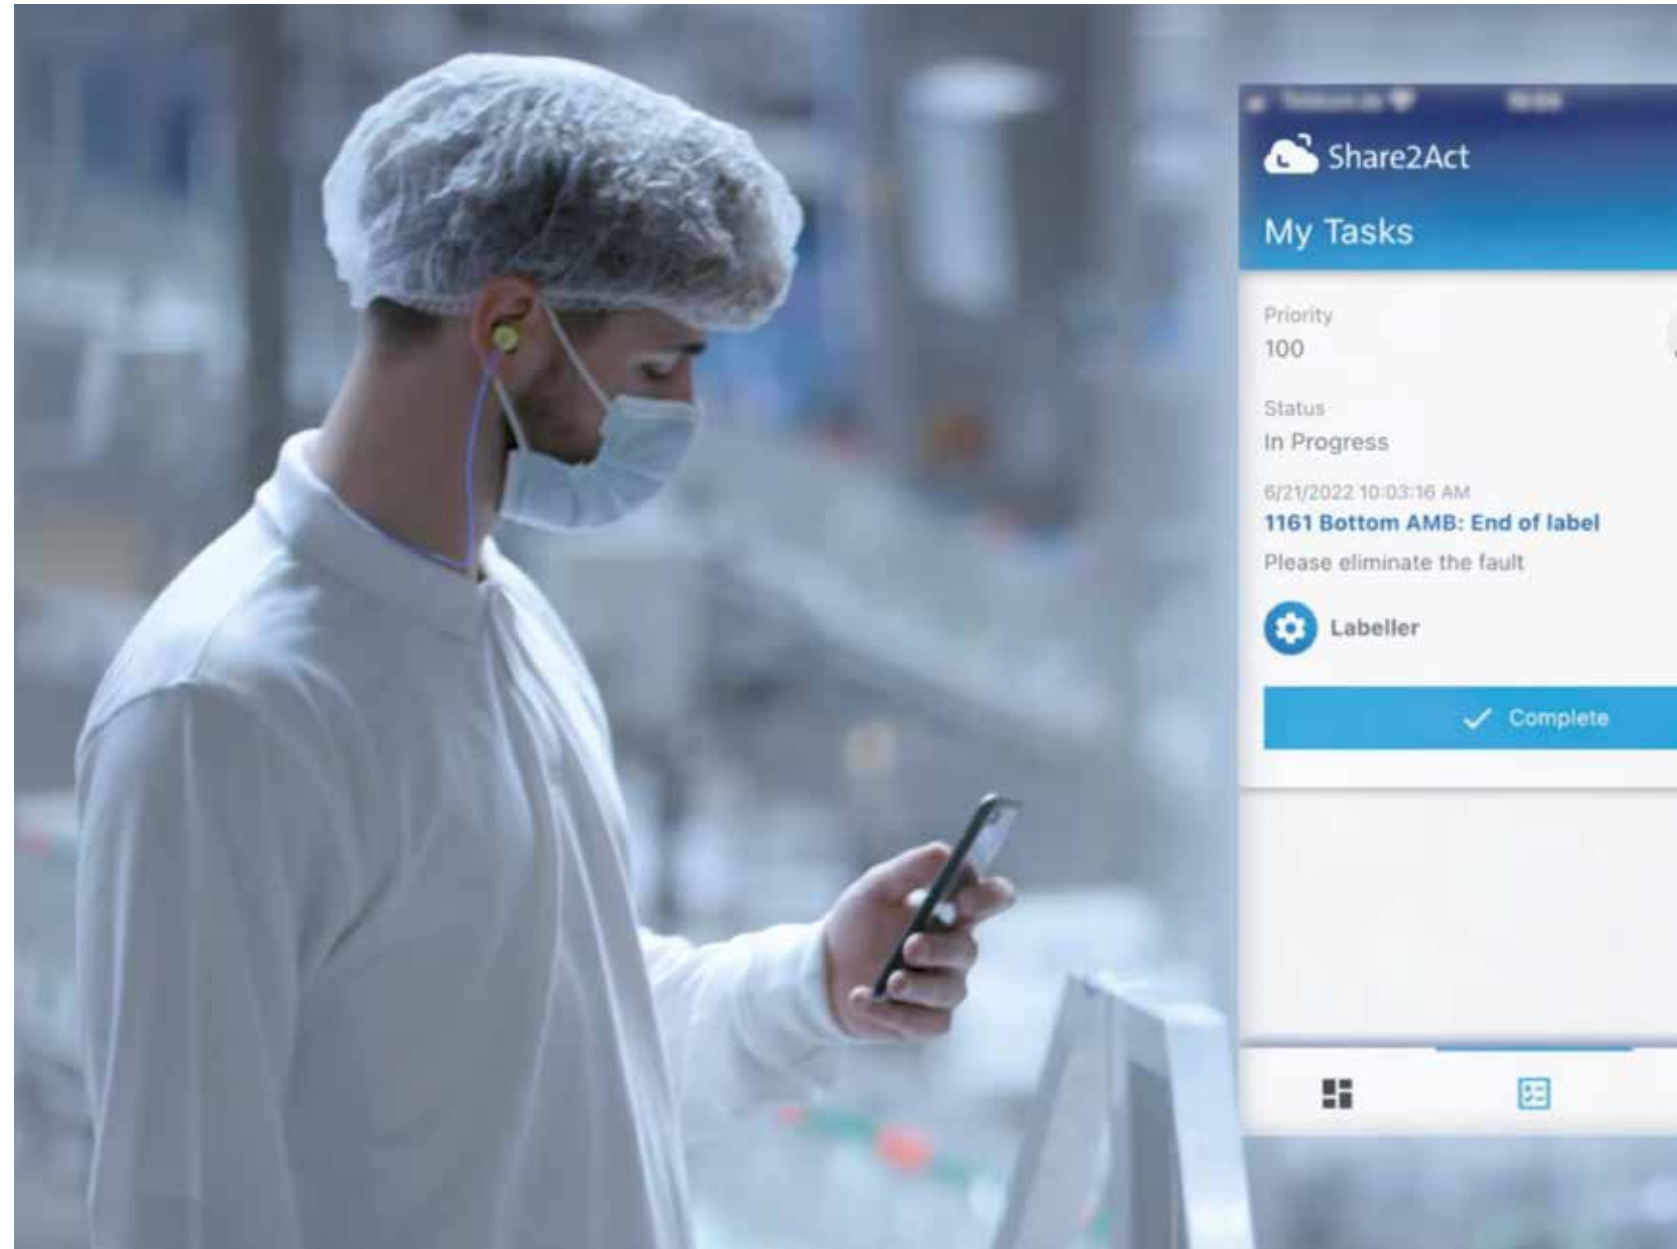 Share2Act
My Tasks
Priority
100
Status
In Progress
6/21/2022 10:03:16 AM
1161 Bottom AMB: End of label
Please eliminate the fault
Labeller
Complete